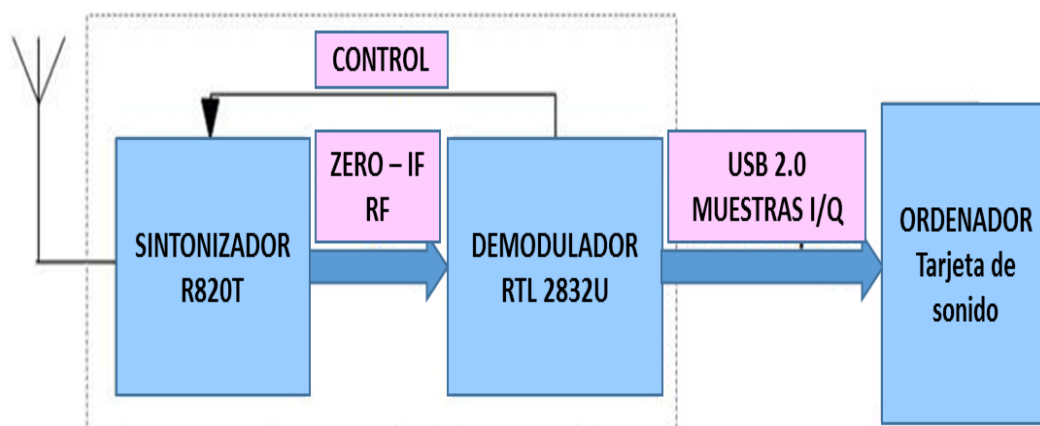 CONTROL
ZERO – IF
RF
USB 2.0
MUESTRAS I/Q
SINTONIZADOR
R820T
DEMODULADOR
RTL 2832U
ORDENADOR
Tarjeta de
sonido